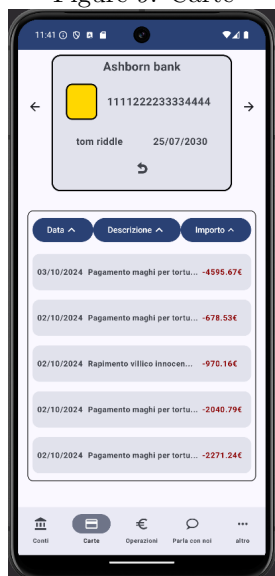 Figure 9: Carte
11:41
Ashborn bank
1111222233334444
tom riddle 25/07/2030
Data Descrizione Importo
03/10/2024 Pagamento maghi per tortu... -4595.67€
02/10/2024 Pagamento maghi per tortu... -678.53€
02/10/2024 Rapimento villico innocen... -970.16€
02/10/2024 Pagamento maghi per tortu... -2040.79€
02/10/2024 Pagamento maghi per tortu... -2271.24€
Conti Carte Operazioni Parla con noi altro